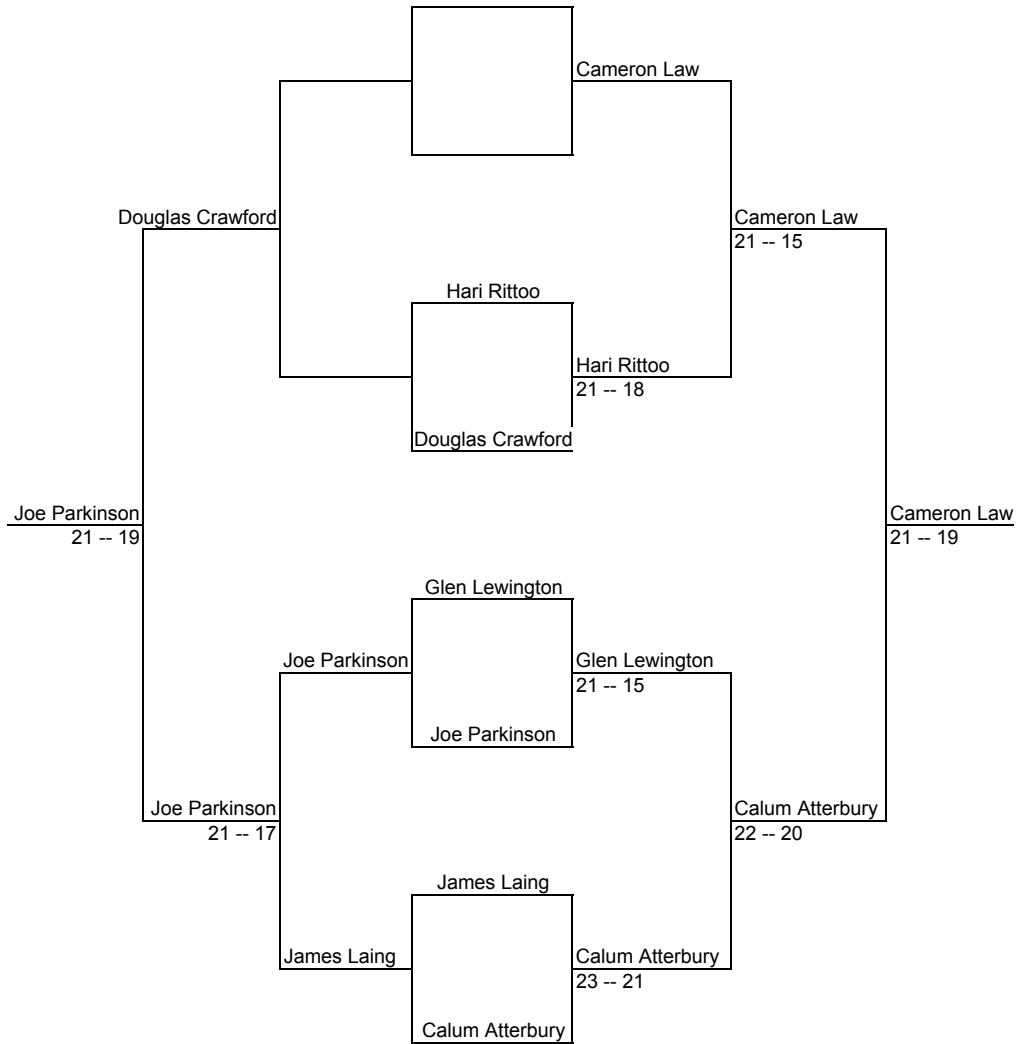 Cameron Law
Douglas Crawford
Cameron Law
21 -- 15
Hari Rittoo
Hari Rittoo
21 -- 18
Douglas Crawford
Joe Parkinson
21 -- 19
Cameron Law
21 -- 19
Glen Lewington
Joe Parkinson
Glen Lewington
21 -- 15
Joe Parkinson
Joe Parkinson
21 -- 17
Calum Atterbury
22 -- 20
James Laing
James Laing
Calum Atterbury
23 -- 21
Calum Atterbury